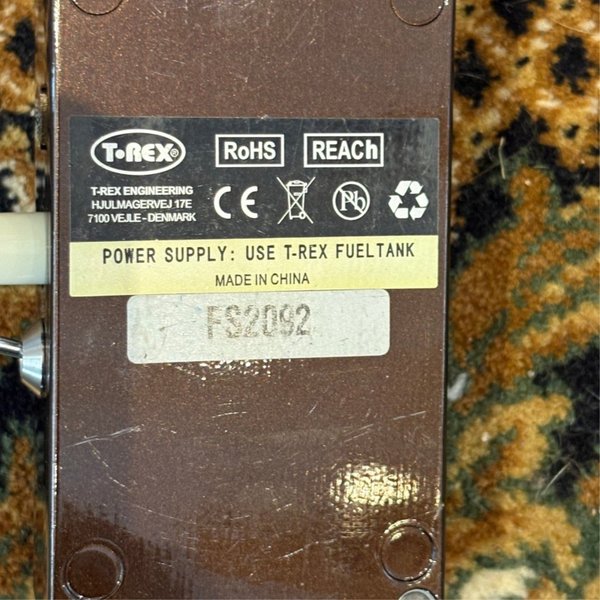 T-REX®
RoHS
REACh
T-REX ENGINEERING
HJULMAGERVEJ 17E
7100 VEJLE - DENMARK
CE
Pb
POWER SUPPLY: USE T-REX FUELTANK
MADE IN CHINA
FS2092